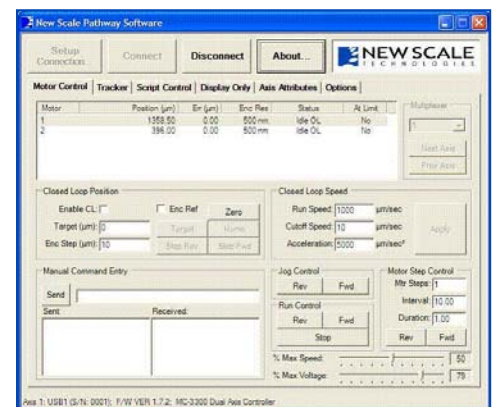 New Scale Pathway Software
Setup Connection
Connect
Disconnect
About...
NEW SCALE
TECHNOLOGIES
Motor Control Tracker Script Control Display Only Axis Attributes Options
Motor Position (µm) Err (µm) Enc Res Status At Limit
1 1358.50 0.00 500 nm Idle OL No
2 396.00 0.00 500 nm Idle OL No
Multiplexer
1
Next Axis
Prior Axis
Closed Loop Position
Enable CL: Enc Ref Zero
Target (µm): 0 Target Home
Enc Step (µm): 10 Step Rev Step Fwd
Closed Loop Speed
Run Speed: 1000 µm/sec
Cutoff Speed: 10 µm/sec
Acceleration: 5000 µm/sec²
Apply
Manual Command Entry
Send
Sent Received:
Jog Control
Rev Fwd
Run Control
Rev Fwd
Stop
Motor Step Control
Mtr Steps: 1
Interval: 10.00
Duration: 1.00
Rev Fwd
% Max Speed: 50
% Max Voltage: 79
Axis 1: USB1 (S/N: 0001); F/W VER 1.7.2; MC-3300 Dual Axis Controller